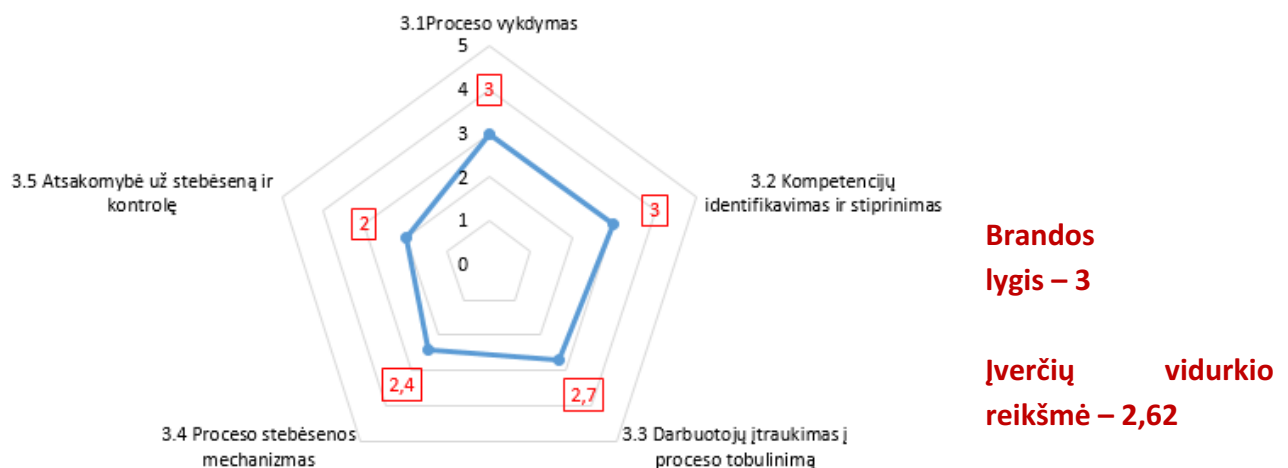 3.1Proceso vykdymas
5
4
3
2
1
0
3
3.2 Kompetencijų
identifikavimas ir stiprinimas
3
3.3 Darbuotojų įtraukimas į
proceso tobulinimą
2,7
3.4 Proceso stebėsenos
mechanizmas
2,4
3.5 Atsakomybė už stebėseną ir
kontrolę
2
Brandos
lygis – 3
Įverčių vidurkio
reikšmė – 2,62